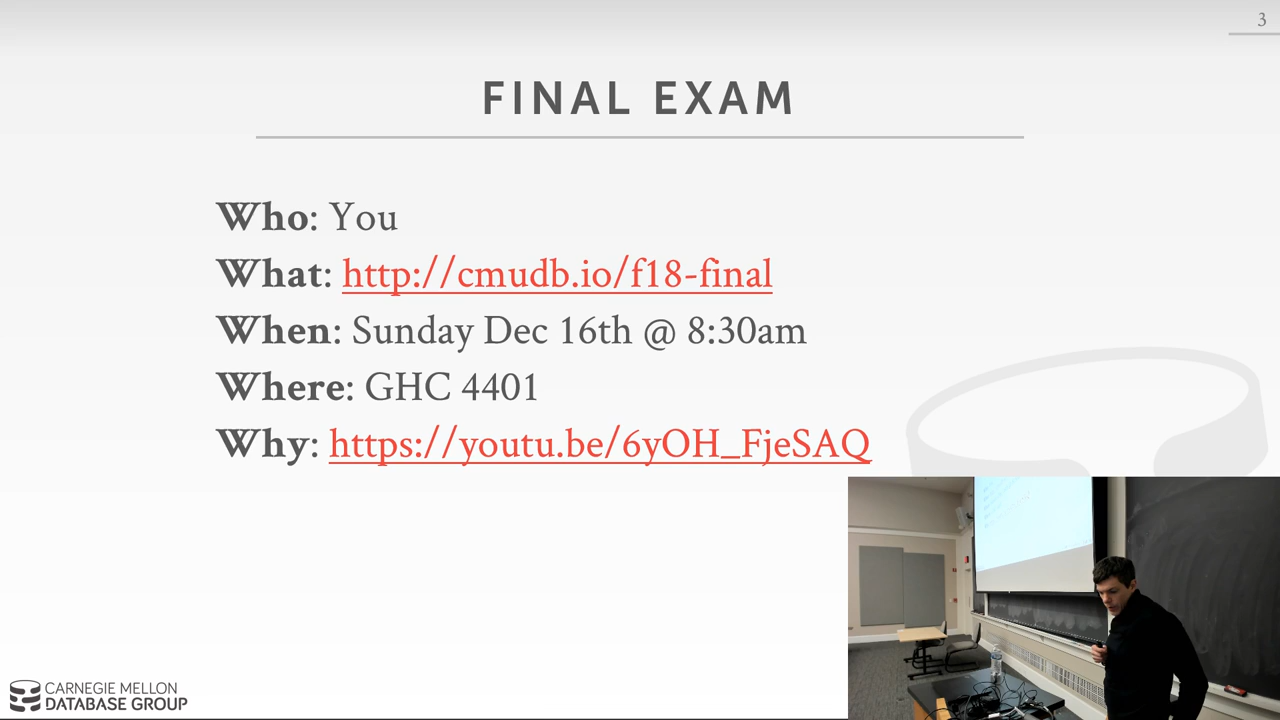 3
FINAL EXAM
Who: You
What: http://cmudb.io/f18-final
When: Sunday Dec 16th @ 8:30am
Where: GHC 4401
Why: https://youtu.be/6yOH_FjeSAQ
CARNEGIE MELLON
DATABASE GROUP